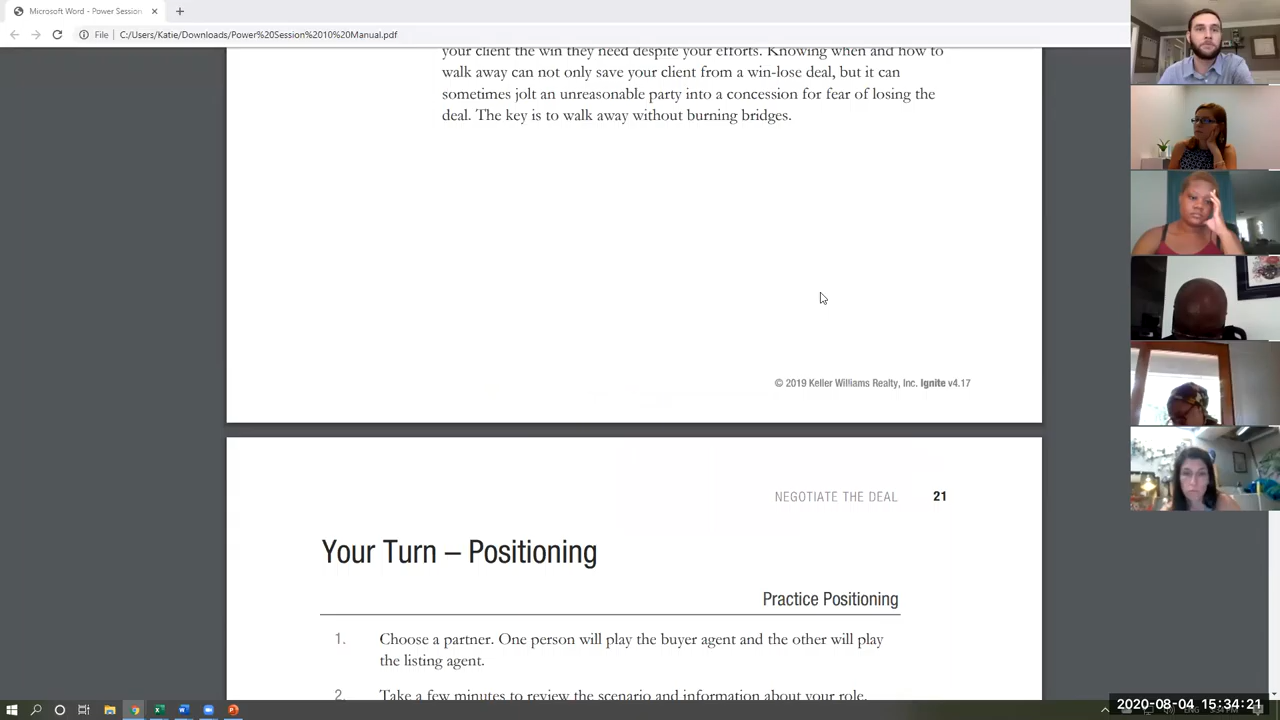 Microsoft Word - Power Session
File
C:/Users/Katie/Downloads/Power%20Session%2010%20Manual.pdf
your client the win they need despite your efforts. Knowing when and how to
walk away can not only save your client from a win-lose deal, but it can
sometimes jolt an unreasonable party into a concession for fear of losing the
deal. The key is to walk away without burning bridges.
© 2019 Keller Williams Realty, Inc. Ignite v4.17
NEGOTIATE THE DEAL 21
Your Turn – Positioning
Practice Positioning
1. Choose a partner. One person will play the buyer agent and the other will play
the listing agent.
2. Take a few minutes to review the scenario and information about your role.
2020-08-04 15:34:21